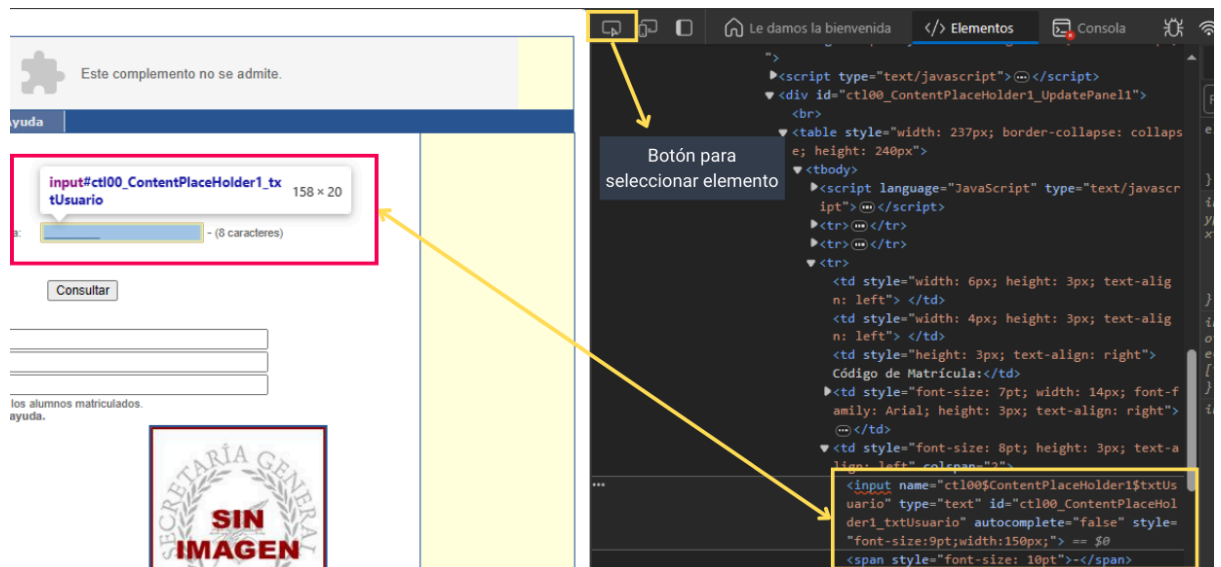 Este complemento no se admite.
Ayuda
input#ctl00_ContentPlaceHolder1_tx
tUsuario
158 × 20
a:
- (8 caracteres)
Consultar
los alumnos matriculados.
ayuda.
SECRETARÍA GENERAL
SIN
IMAGEN
Le damos la bienvenida
</> Elementos
Consola
Botón para
seleccionar elemento
">
<script type="text/javascript"></script>
<div id="ctl00_ContentPlaceHolder1_UpdatePanel1">
<br>
<table style="width: 237px; border-collapse: collaps
e; height: 240px">
<tbody>
<script language="JavaScript" type="text/javascr
ipt"></script>
<tr></tr>
<tr></tr>
<tr>
<td style="width: 6px; height: 3px; text-alig
n: left"> </td>
<td style="width: 4px; height: 3px; text-alig
n: left"> </td>
<td style="height: 3px; text-align: right">
Código de Matrícula:</td>
<td style="font-size: 7pt; width: 14px; font-f
amily: Arial; height: 3px; text-align: right">
</td>
<td style="font-size: 8pt; height: 3px; text-a
lign: left" colspan="2">
<input name="ctl00$ContentPlaceHolder1$txtUs
uario" type="text" id="ctl00_ContentPlaceHol
der1_txtUsuario" autocomplete="false" style=
"font-size:9pt;width:150px;"> == $0
<span style="font-size: 10pt">-</span>